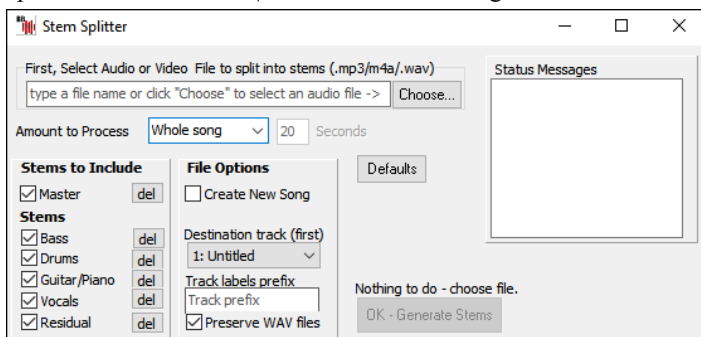 Stem Splitter
First, Select Audio or Video File to split into stems (.mp3/m4a/.wav)
type a file name or click "Choose" to select an audio file ->
Choose...
Status Messages
Amount to Process
Whole song
20
Seconds
Stems to Include
Master
del
Stems
Bass
del
Drums
del
Guitar/Piano
del
Vocals
del
Residual
del
File Options
Create New Song
Destination track (first)
1: Untitled
Track labels prefix
Track prefix
Preserve WAV files
Defaults
Nothing to do - choose file.
OK - Generate Stems